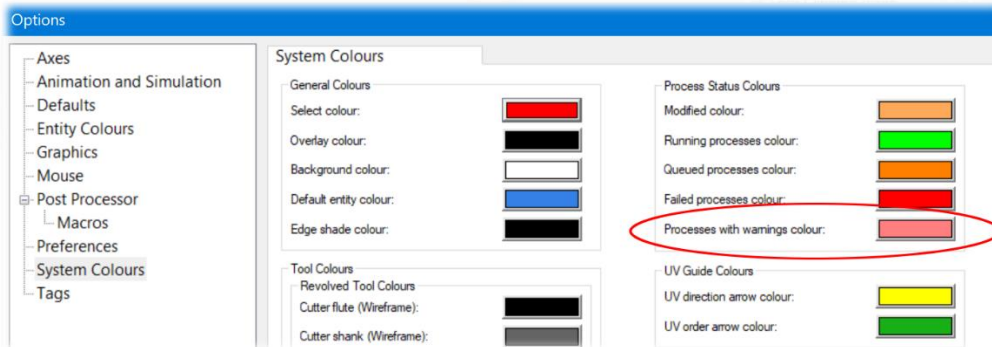 Options
Axes
Animation and Simulation
Defaults
Entity Colours
Graphics
Mouse
Post Processor
Macros
Preferences
System Colours
Tags
System Colours
General Colours
Select colour:
Overlay colour:
Background colour:
Default entity colour:
Edge shade colour:
Tool Colours
Revolved Tool Colours
Cutter flute (Wireframe):
Cutter shank (Wireframe):
Process Status Colours
Modified colour:
Running processes colour:
Queued processes colour:
Failed processes colour:
Processes with warnings colour:
UV Guide Colours
UV direction arrow colour:
UV order arrow colour: